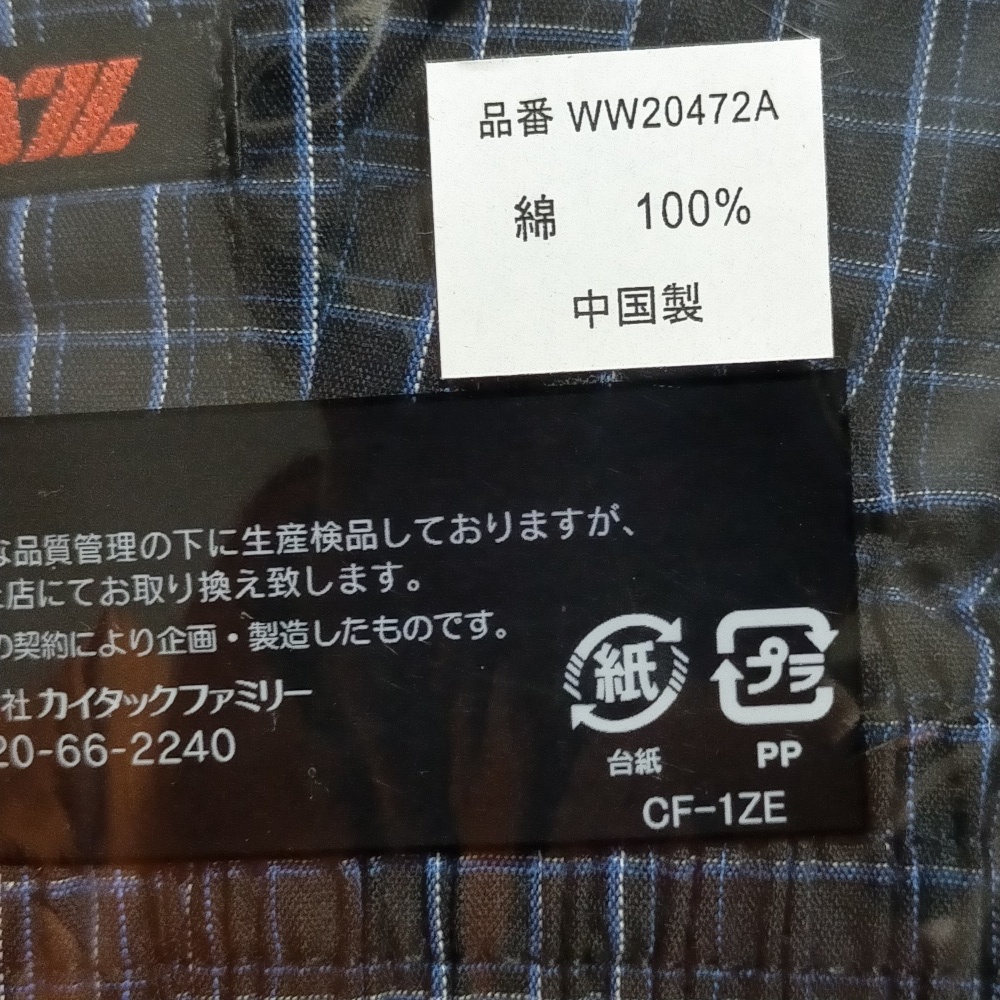 品番 WW20472A
綿 100%
中国製
な品質管理の下に生産検品しておりますが、
店にてお取り換え致します。
の契約により企画・製造したものです。
社 カイタックファミリー
20-66-2240
紙
プラ
台紙
PP
CF-1ZE